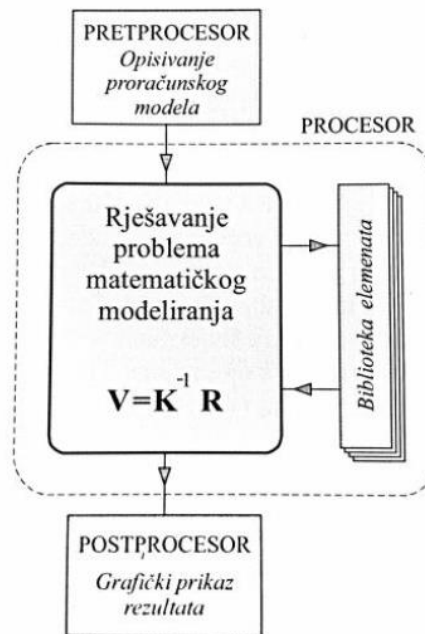 PRETPROCESOR
Opisivanje
proračunskog
modela
PROCESOR
Rješavanje
problema
matematičkog
modeliranja
V=K⁻¹ R
Biblioteka elemenata
POSTPROCESOR
Grafički prikaz
rezultata